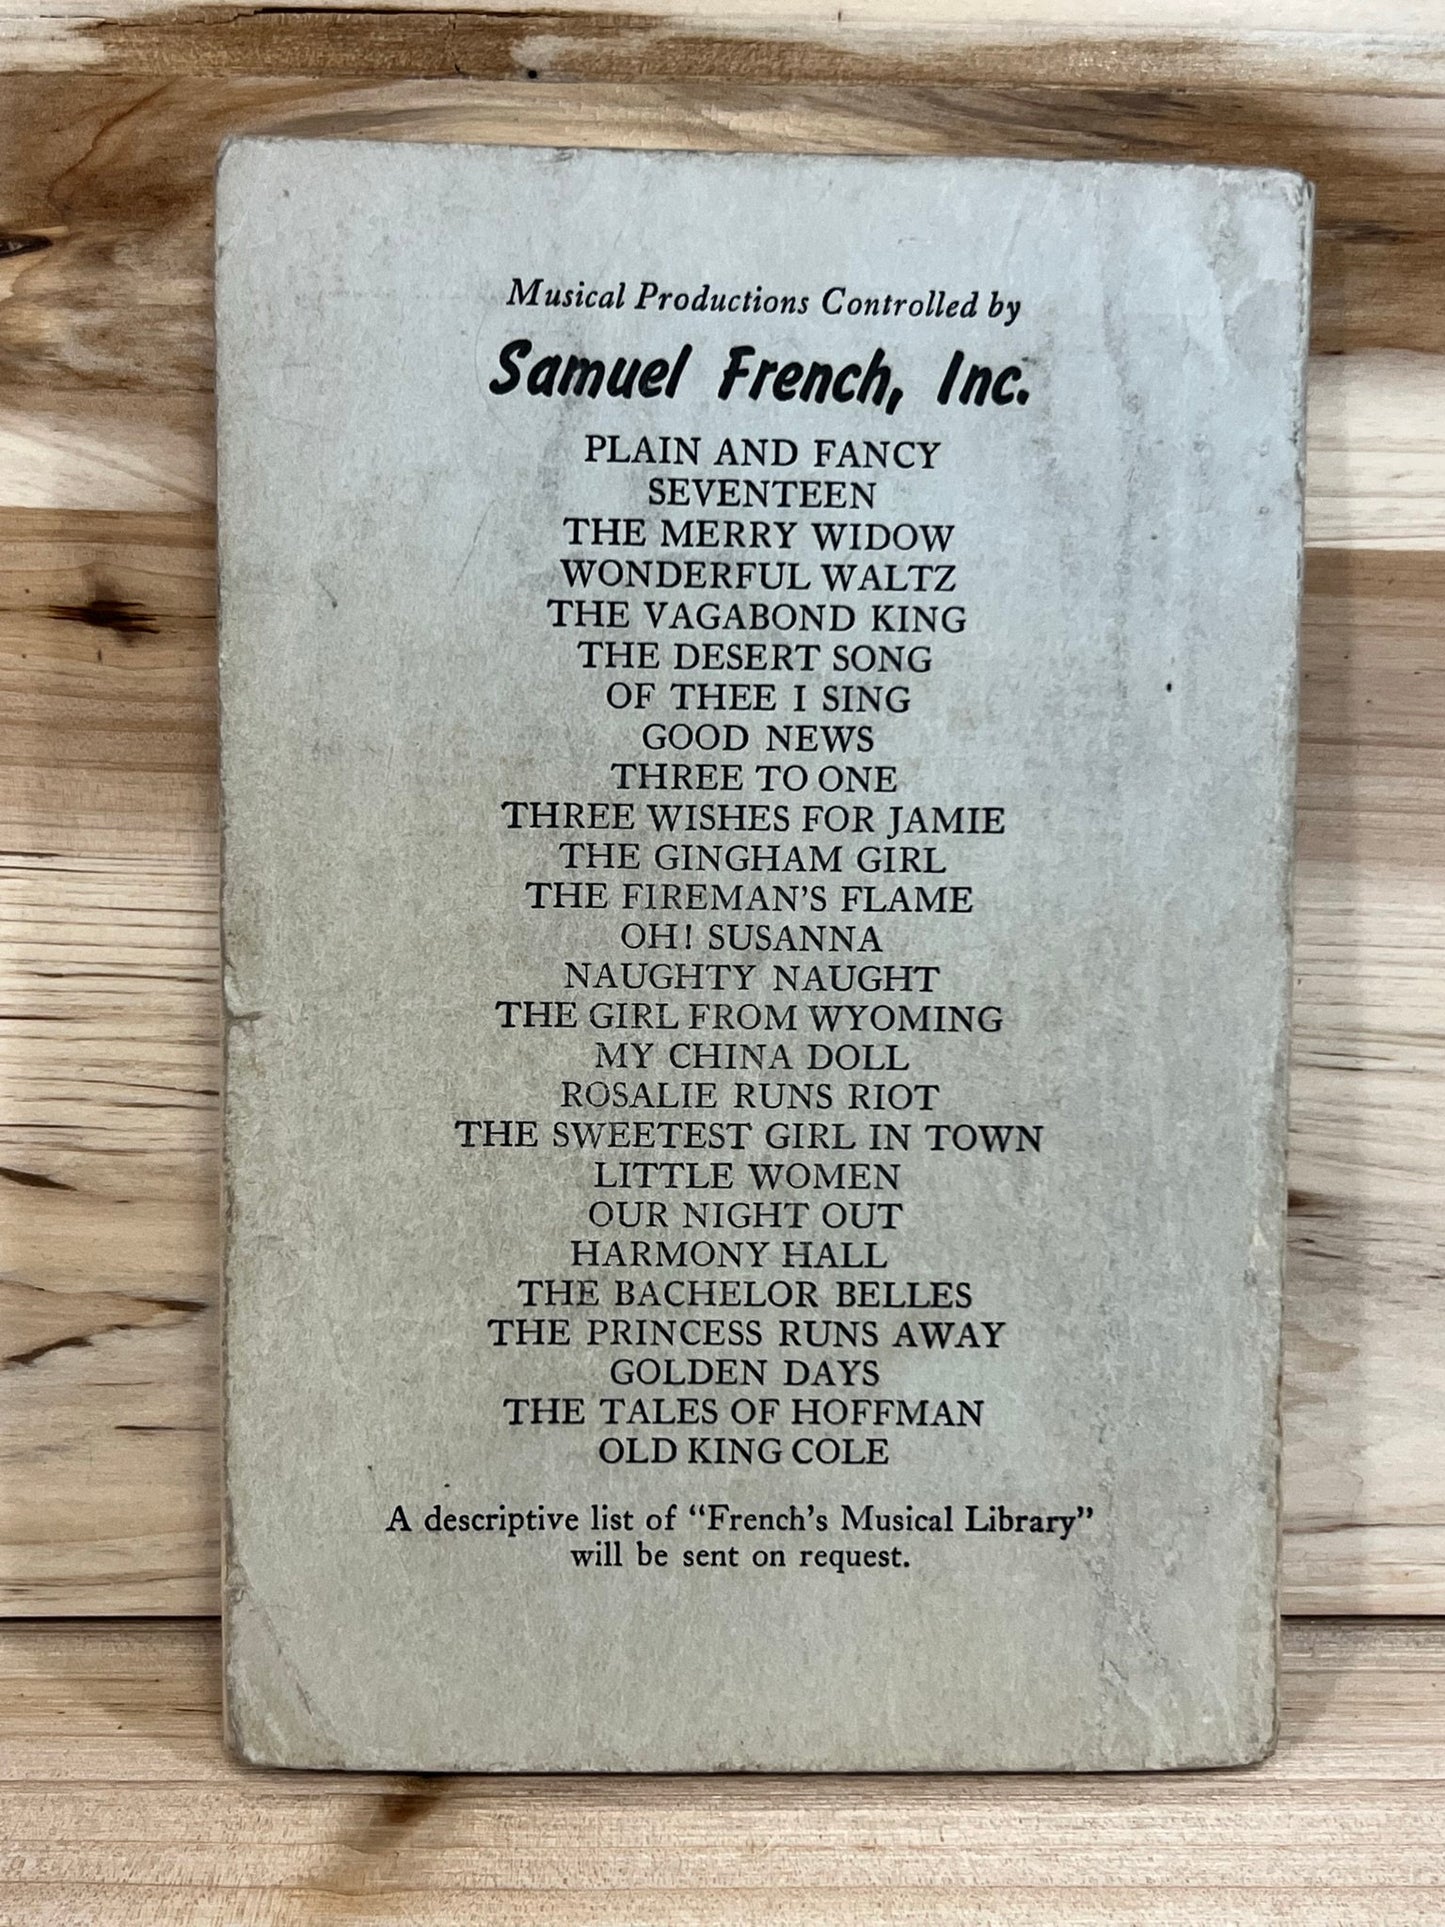 Musical Productions Controlled by
Samuel French, Inc.
PLAIN AND FANCY
SEVENTEEN
THE MERRY WIDOW
WONDERFUL WALTZ
THE VAGABOND KING
THE DESERT SONG
OF THEE I SING
GOOD NEWS
THREE TO ONE
THREE WISHES FOR JAMIE
THE GINGHAM GIRL
THE FIREMAN'S FLAME
OH! SUSANNA
NAUGHTY NAUGHT
THE GIRL FROM WYOMING
MY CHINA DOLL
ROSALIE RUNS RIOT
THE SWEETEST GIRL IN TOWN
LITTLE WOMEN
OUR NIGHT OUT
HARMONY HALL
THE BACHELOR BELLES
THE PRINCESS RUNS AWAY
GOLDEN DAYS
THE TALES OF HOFFMAN
OLD KING COLE
A descriptive list of "French's Musical Library"
will be sent on request.